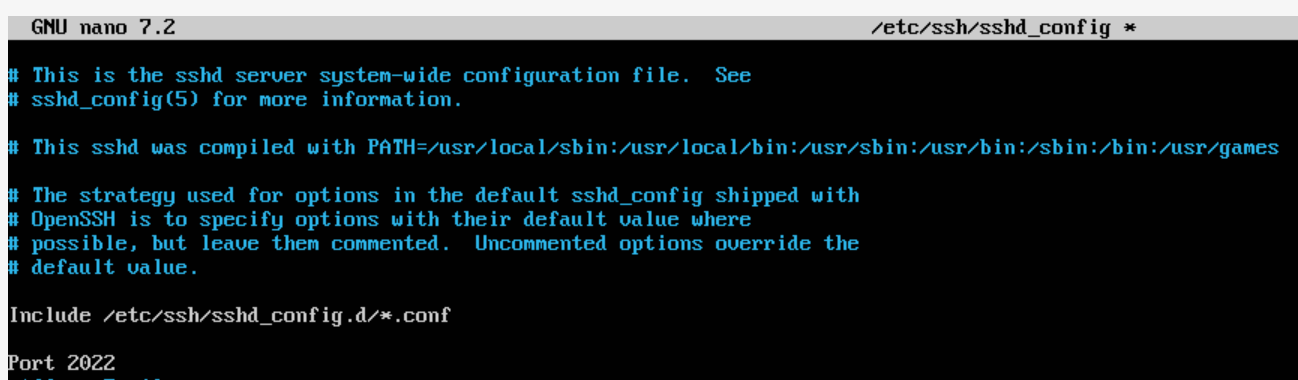 GNU nano 7.2 /etc/ssh/sshd_config *
# This is the sshd server system-wide configuration file.  See
# sshd_config(5) for more information.
# This sshd was compiled with PATH=/usr/local/sbin:/usr/local/bin:/usr/sbin:/usr/bin:/sbin:/bin:/usr/games
# The strategy used for options in the default sshd_config shipped with
# OpenSSH is to specify options with their default value where
# possible, but leave them commented.  Uncommented options override the
# default value.
Include /etc/ssh/sshd_config.d/*.conf
Port 2022